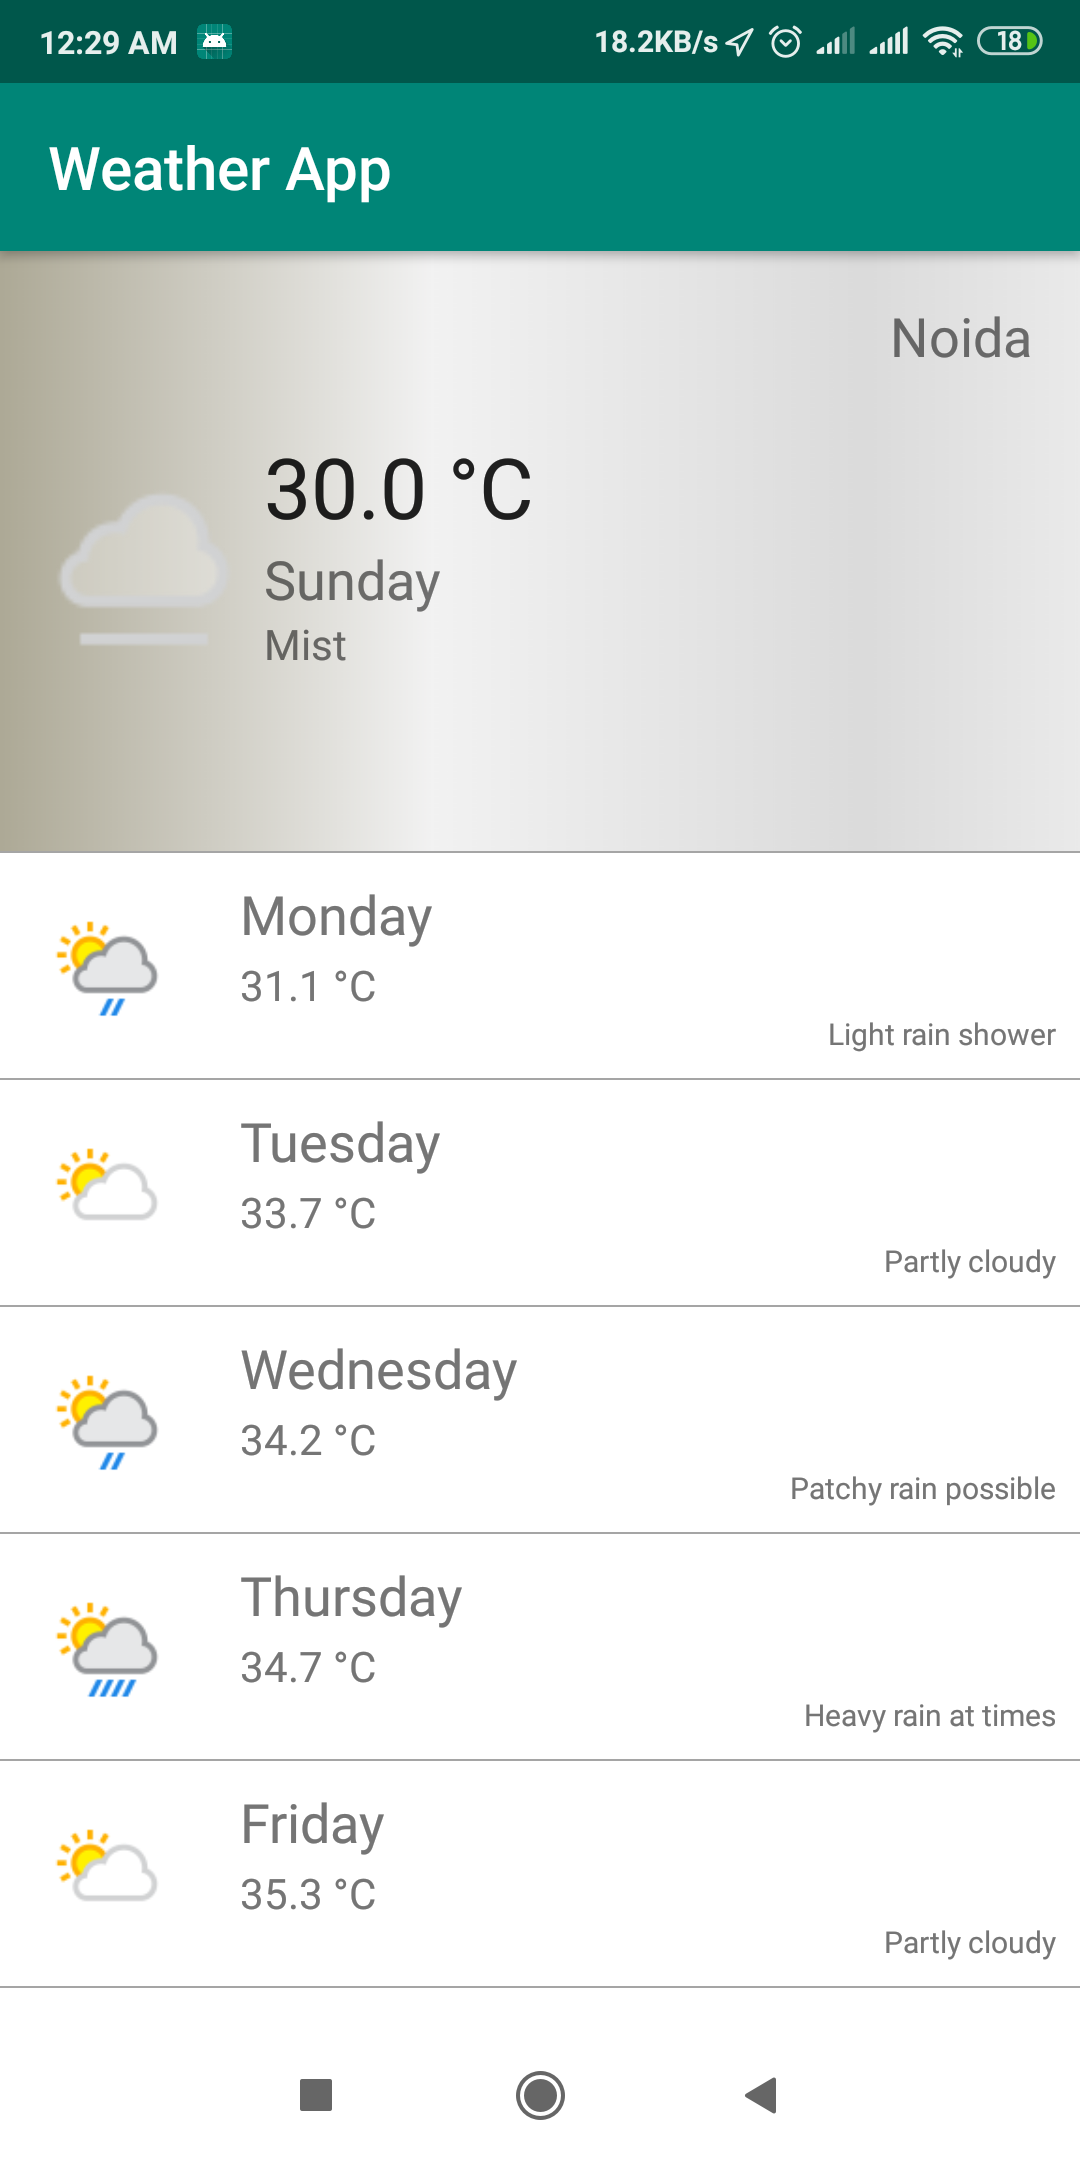 12:29 AM 18.2KB/s 18
Weather App
Noida
30.0 °C
Sunday
Mist
Monday
31.1 °C
Light rain shower
Tuesday
33.7 °C
Partly cloudy
Wednesday
34.2 °C
Patchy rain possible
Thursday
34.7 °C
Heavy rain at times
Friday
35.3 °C
Partly cloudy